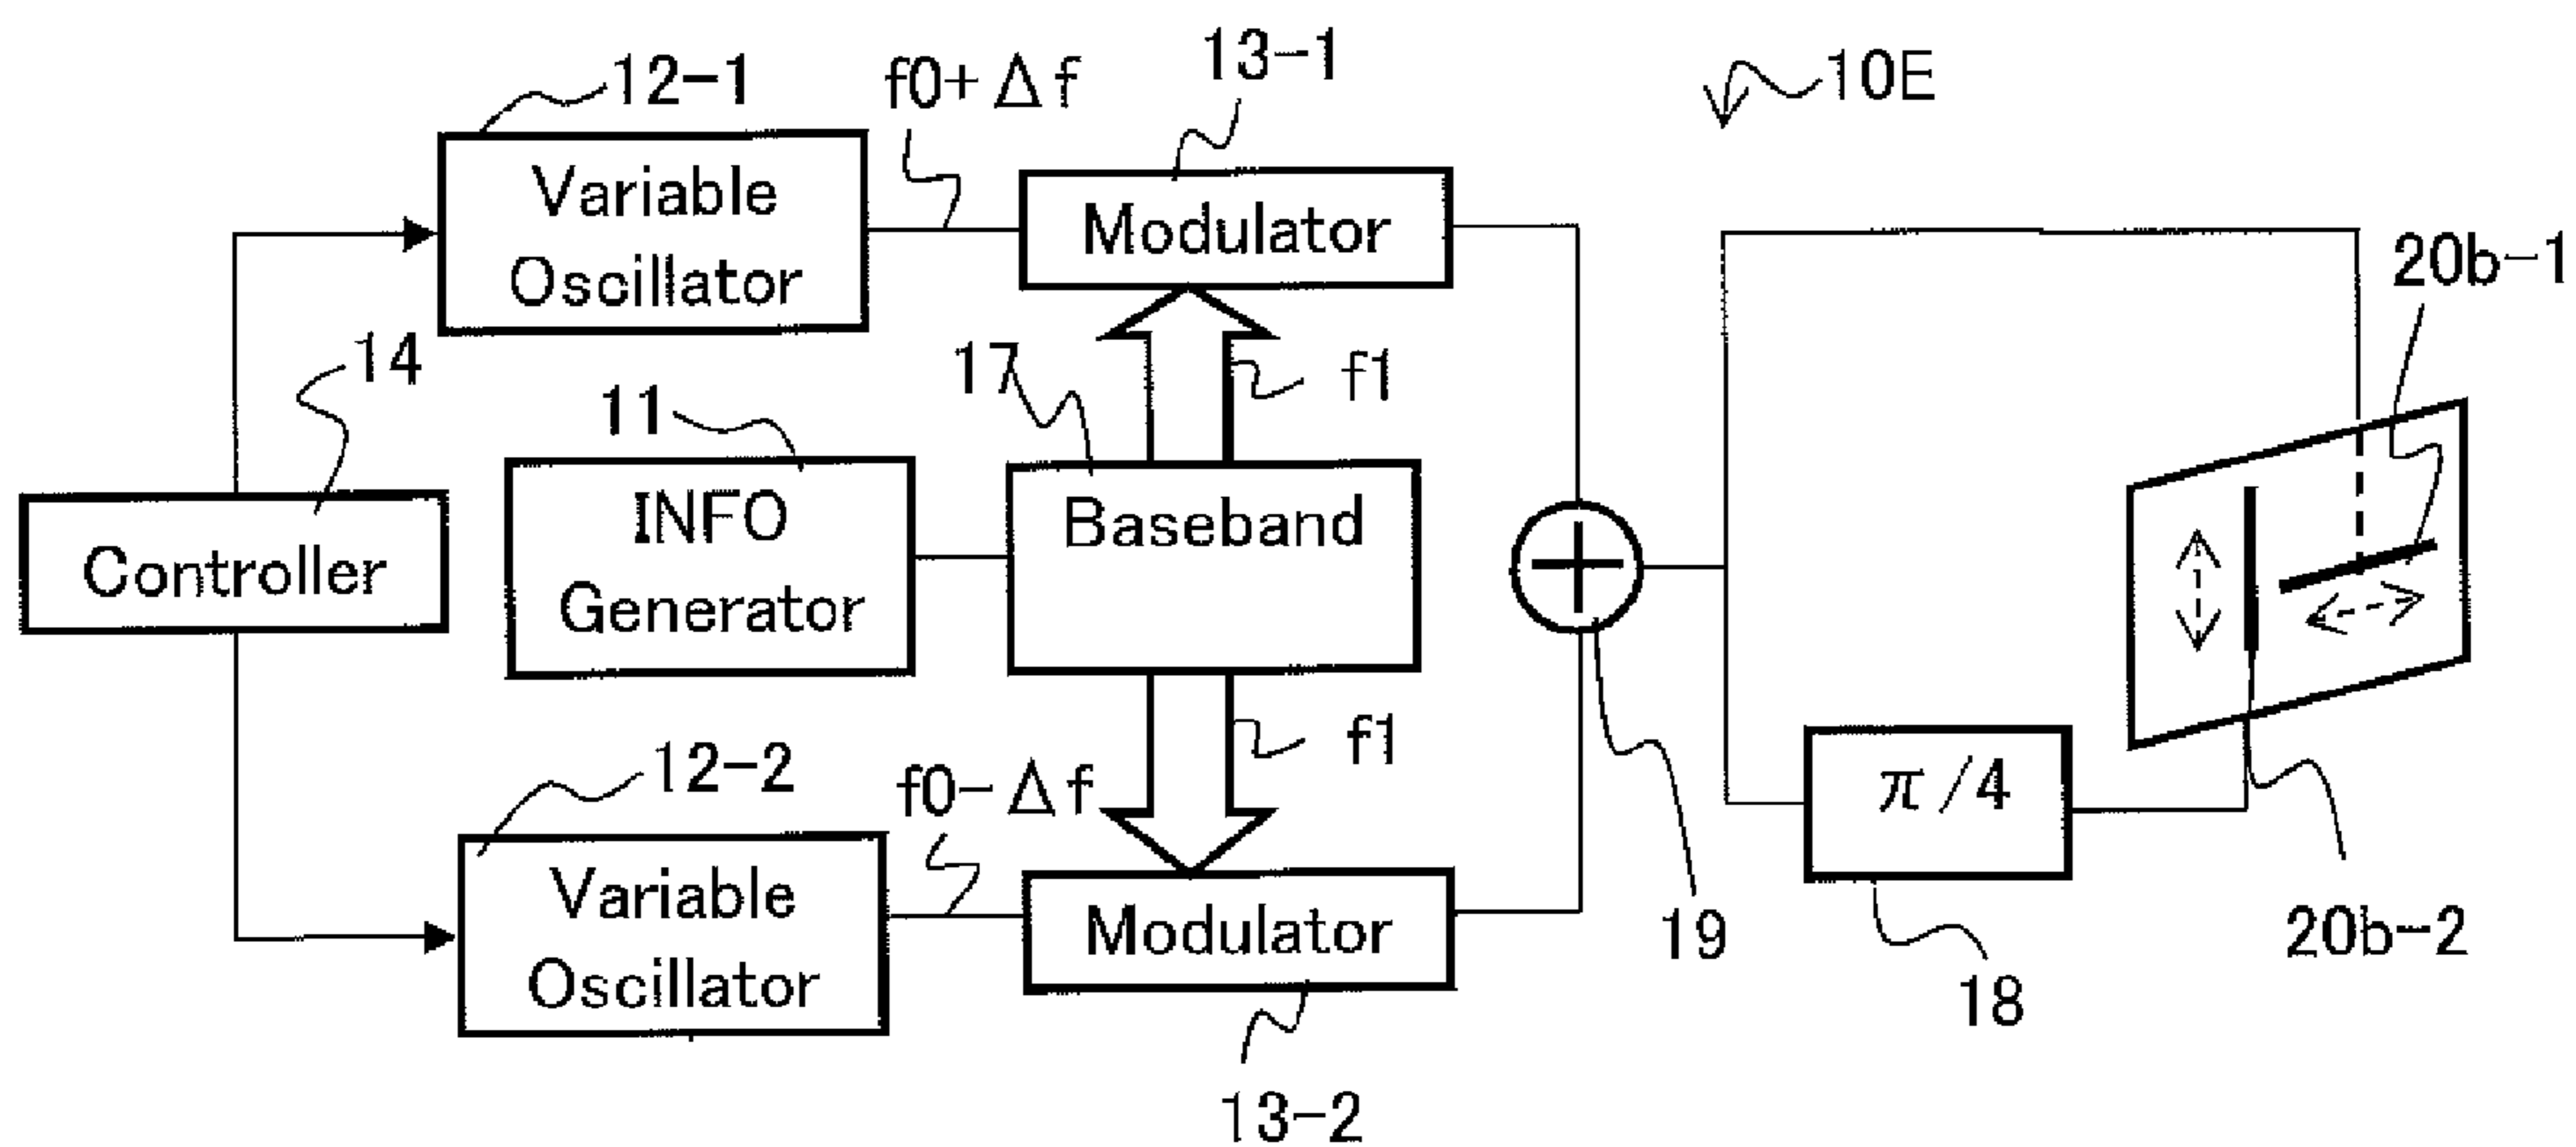 12-1
f0+Δf
13-1
10E
Variable
Oscillator
Modulator
20b-1
14
17
f1
11
Controller
INFO
Generator
Baseband
12-2
f0-Δf
f1
π/4
Variable
Oscillator
Modulator
19
20b-2
18
13-2